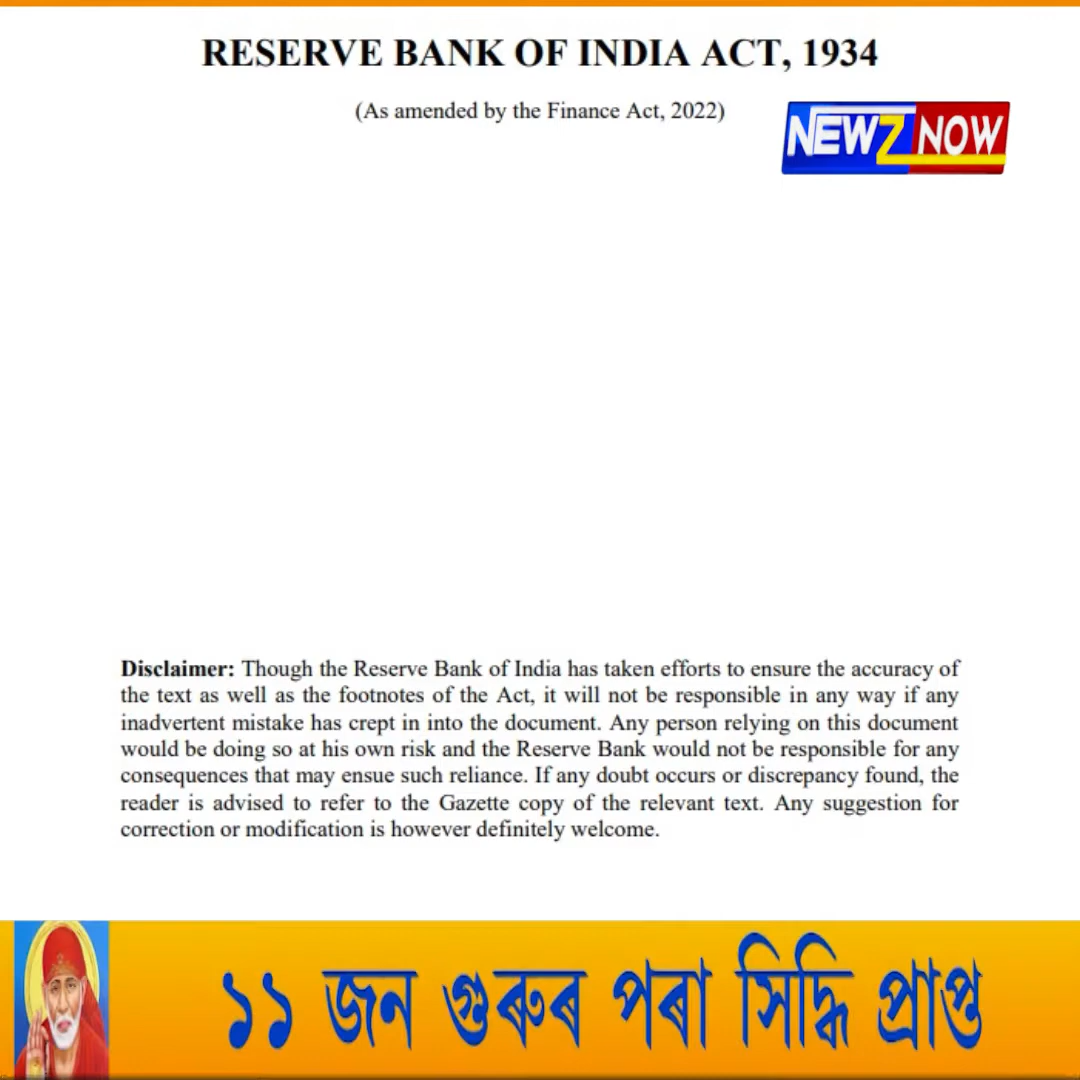 RESERVE BANK OF INDIA ACT, 1934
(As amended by the Finance Act, 2022)
NEWZ NOW
Disclaimer: Though the Reserve Bank of India has taken efforts to ensure the accuracy of
the text as well as the footnotes of the Act, it will not be responsible in any way if any
inadvertent mistake has crept in into the document. Any person relying on this document
would be doing so at his own risk and the Reserve Bank would not be responsible for any
consequences that may ensue such reliance. If any doubt occurs or discrepancy found, the
reader is advised to refer to the Gazette copy of the relevant text. Any suggestion for
correction or modification is however definitely welcome.
১১ জন গুৰুৰ পৰা সিদ্ধি প্ৰাপ্ত